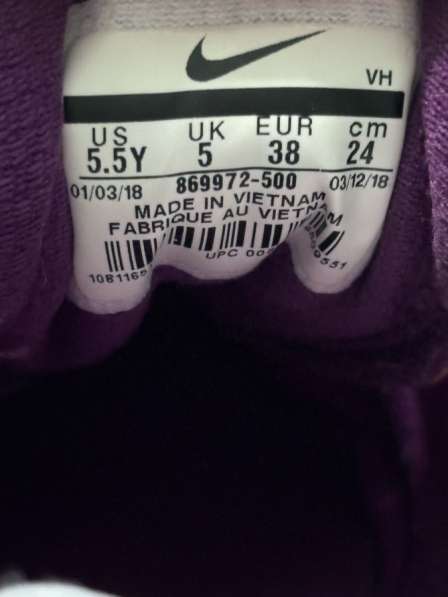 VH
US UK EUR cm
5.5Y 5 38 24
01/03/18 869972-500 03/12/18
MADE IN VIETNAM
FABRIQUE AU VIETNAM
UPC